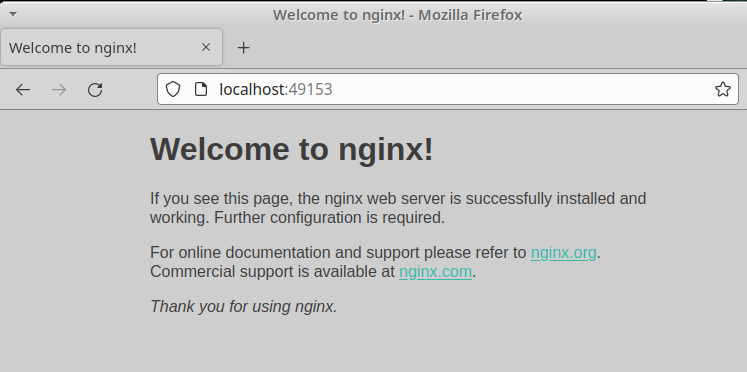 Welcome to nginx! - Mozilla Firefox
Welcome to nginx!
localhost:49153
Welcome to nginx!
If you see this page, the nginx web server is successfully installed and
working. Further configuration is required.
For online documentation and support please refer to nginx.org.
Commercial support is available at nginx.com.
Thank you for using nginx.